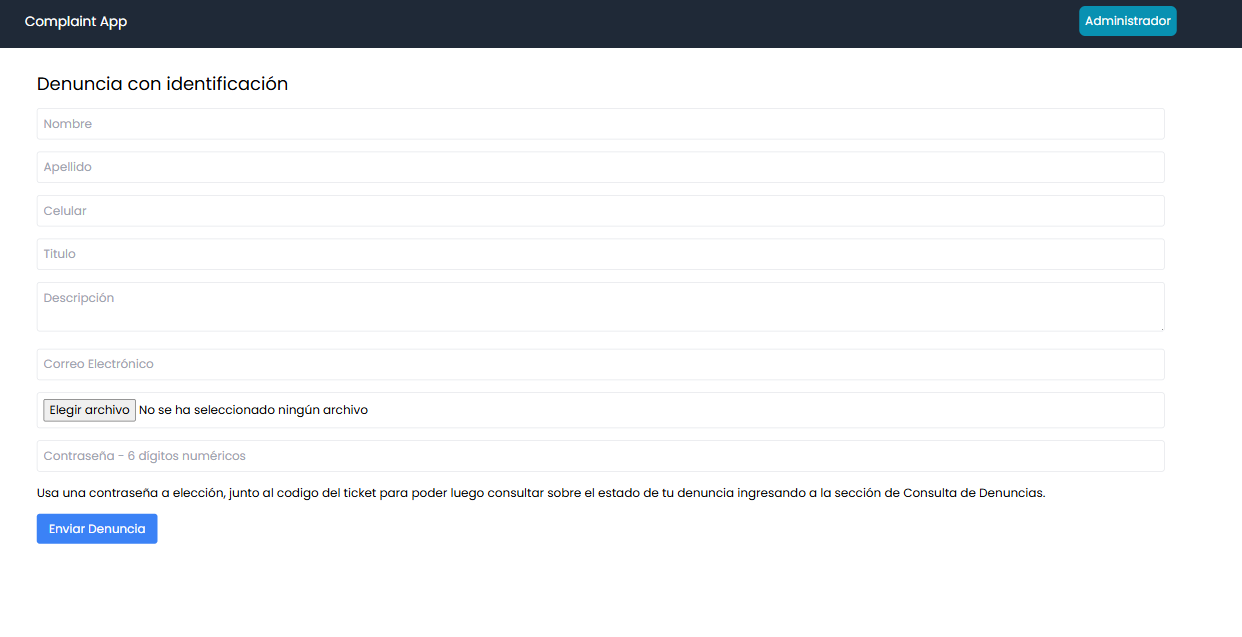 Complaint App
Administrador
Denuncia con identificación
Nombre
Apellido
Celular
Titulo
Descripción
Correo Electrónico
Elegir archivo No se ha seleccionado ningún archivo
Contraseña - 6 dígitos numéricos
Usa una contraseña a elección, junto al codigo del ticket para poder luego consultar sobre el estado de tu denuncia ingresando a la sección de Consulta de Denuncias.
Enviar Denuncia